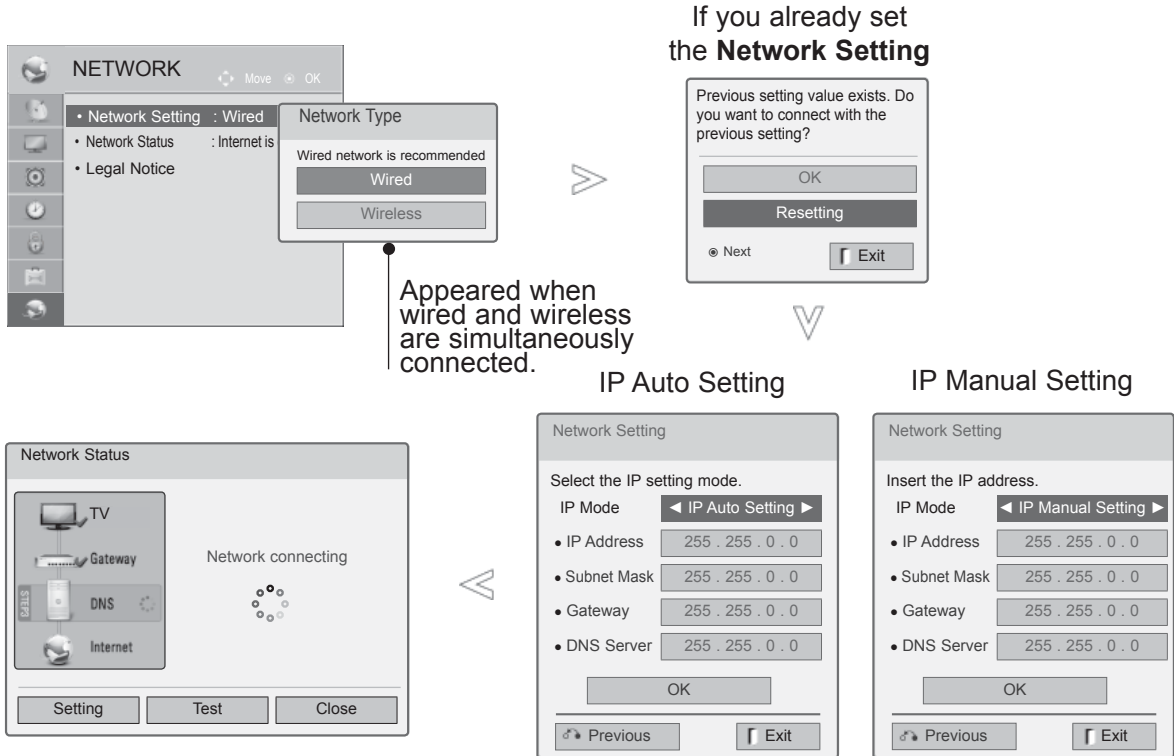 If you already set
the Network Setting
NETWORK
Move ⦿ OK
• Network Setting : Wired
• Network Status : Internet is
• Legal Notice
Network Type
Wired network is recommended
Wired
Wireless
Appeared when
wired and wireless
are simultaneously
connected.
Previous setting value exists. Do
you want to connect with the
previous setting?
OK
Resetting
⦿ Next
Exit
IP Auto Setting
Network Setting
Select the IP setting mode.
IP Mode ◄ IP Auto Setting ►
• IP Address 255 . 255 . 0 . 0
• Subnet Mask 255 . 255 . 0 . 0
• Gateway 255 . 255 . 0 . 0
• DNS Server 255 . 255 . 0 . 0
OK
Previous
Exit
IP Manual Setting
Network Setting
Insert the IP address.
IP Mode ◄ IP Manual Setting ►
• IP Address 255 . 255 . 0 . 0
• Subnet Mask 255 . 255 . 0 . 0
• Gateway 255 . 255 . 0 . 0
• DNS Server 255 . 255 . 0 . 0
OK
Previous
Exit
Network Status
TV
Gateway
STEP3
DNS
Internet
Network connecting
Setting
Test
Close